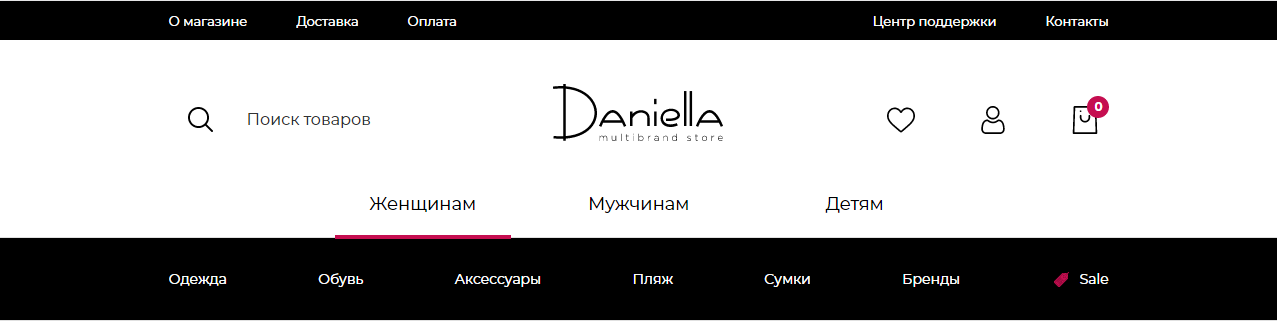 О магазине Доставка Оплата Центр поддержки Контакты
Поиск товаров
Daniella
multibrand store
0
Женщинам Мужчинам Детям
Одежда Обувь Аксессуары Пляж Сумки Бренды Sale